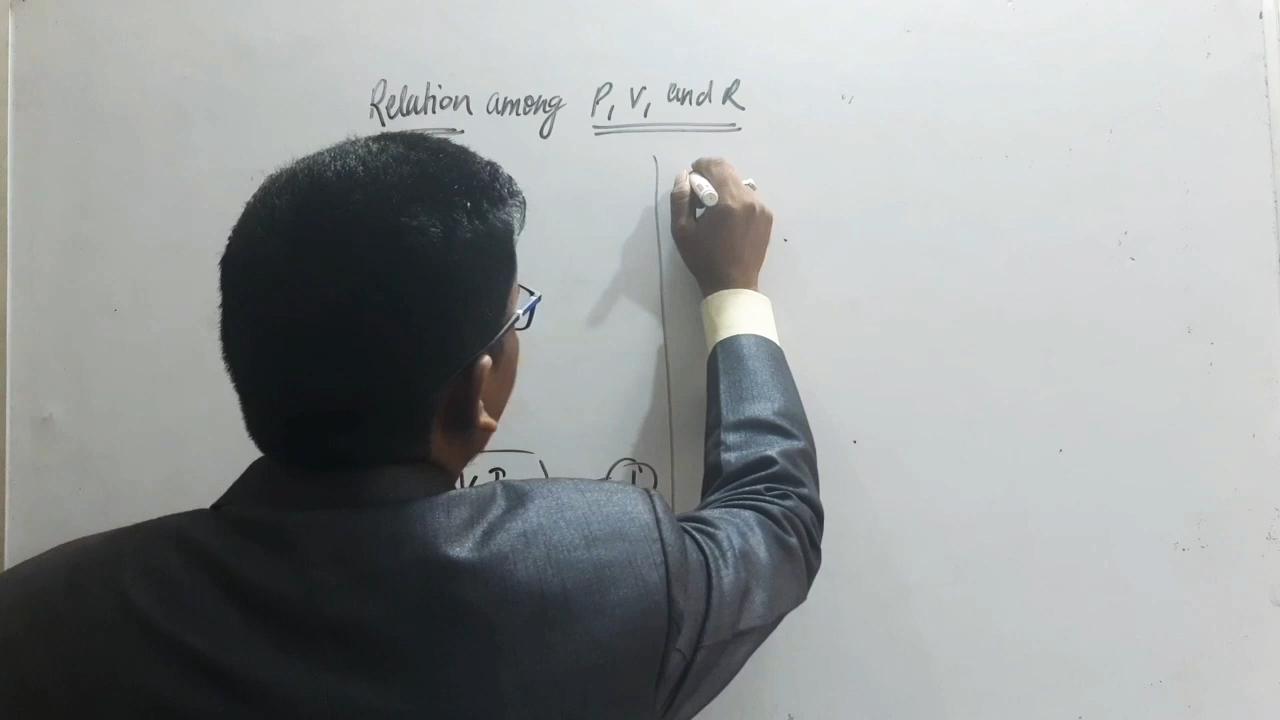 Relation among P, V, and R